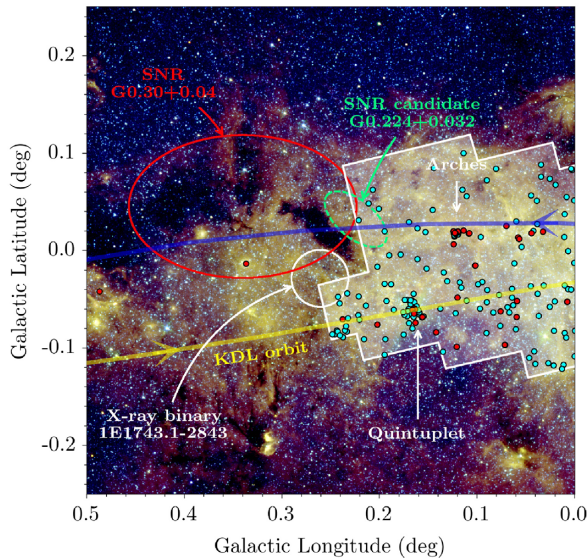 SNR
G0.30+0.04
SNR candidate
G0.224+0.032
Arches
KDL orbit
X-ray binary
1E1743.1-2843
Quintuplet
Galactic Latitude (deg)
0.2
0.1
0.0
-0.1
-0.2
0.5
0.4
0.3
0.2
0.1
0.0
Galactic Longitude (deg)